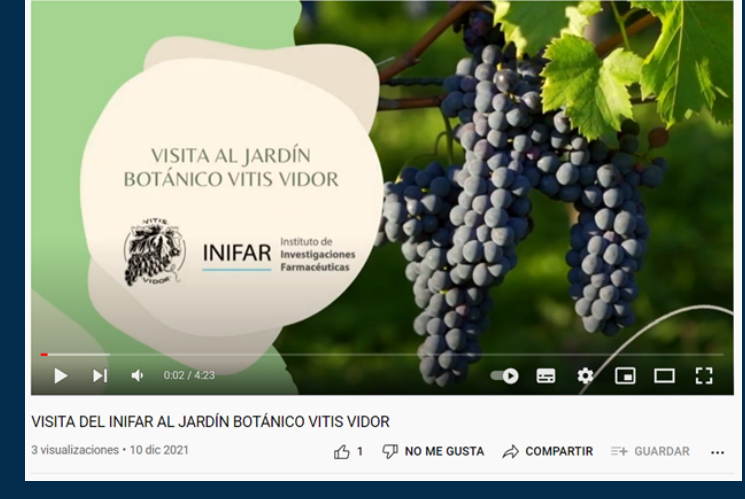 VISITA AL JARDÍN
BOTÁNICO VITIS VIDOR
VITIS
VIDOR
INIFAR
Instituto de
Investigaciones
Farmacéuticas
0:02 / 4:23
VISITA DEL INIFAR AL JARDÍN BOTÁNICO VITIS VIDOR
3 visualizaciones • 10 dic 2021
1 NO ME GUSTA COMPARTIR GUARDAR